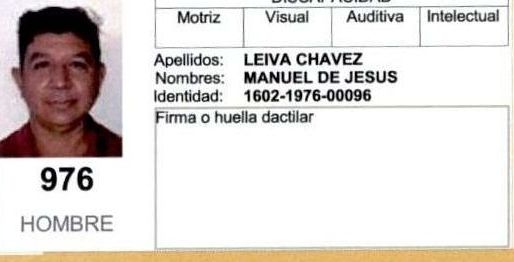 DISCAPACIDAD
Motriz Visual Auditiva Intelectual
Apellidos: LEIVA CHAVEZ
Nombres: MANUEL DE JESUS
Identidad: 1602-1976-00096
Firma o huella dactilar
976
HOMBRE